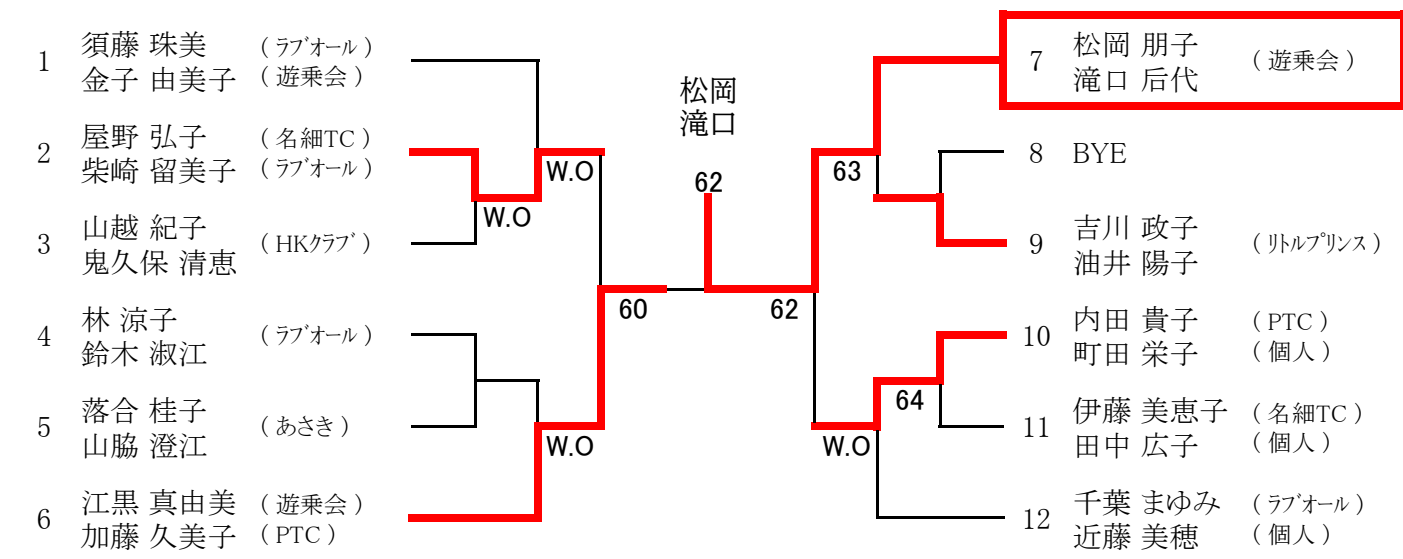 1 須藤 珠美 ( ラブオール )
金子 由美子 ( 遊乗会 )
2 屋野 弘子 ( 名細TC )
柴崎 留美子 ( ラブオール )
3 山越 紀子
鬼久保 清恵 ( HKクラブ )
4 林 涼子
鈴木 淑江 ( ラブオール )
5 落合 桂子
山脇 澄江 ( あさき )
6 江黒 真由美 ( 遊乗会 )
加藤 久美子 ( PTC )
W.O
W.O
W.O
60
松岡
滝口
62
63
62
64
W.O
7 松岡 朋子
滝口 后代 ( 遊乗会 )
8 BYE
9 吉川 政子
油井 陽子 ( リトルプリンス )
10 内田 貴子 ( PTC )
町田 栄子 ( 個人 )
11 伊藤 美恵子 ( 名細TC )
田中 広子 ( 個人 )
12 千葉 まゆみ ( ラブオール )
近藤 美穂 ( 個人 )